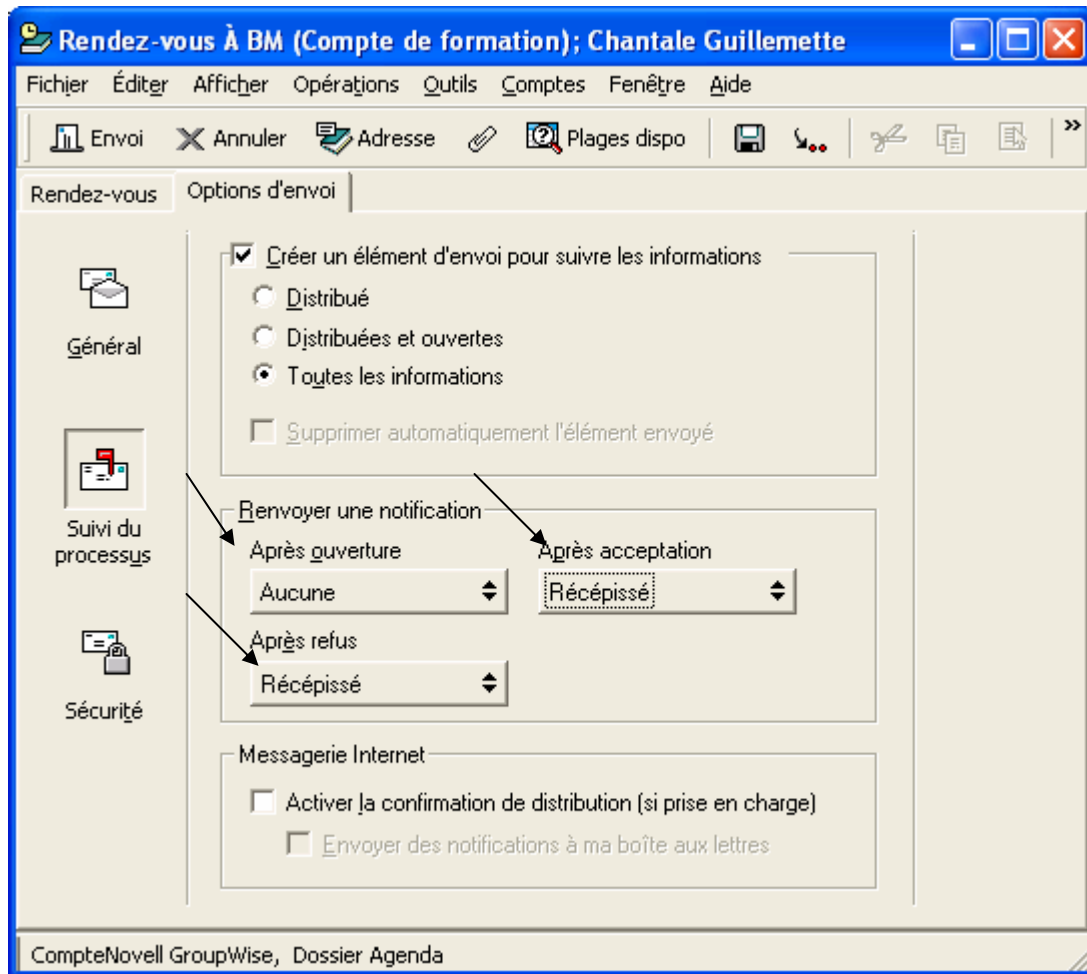 Rendez-vous À BM (Compte de formation); Chantale Guillemette
Fichier Éditer Afficher Opérations Outils Comptes Fenêtre Aide
Envoi Annuler Adresse Plages dispo »
Rendez-vous Options d'envoi
Créer un élément d'envoi pour suivre les informations
Distribué
Général
Distribuées et ouvertes
Toutes les informations
Supprimer automatiquement l'élément envoyé
Suivi du
processus
Renvoyer une notification
Après ouverture Après acceptation
Aucune Récépissé
Après refus
Récépissé
Sécurité
Messagerie Internet
Activer la confirmation de distribution (si prise en charge)
Envoyer des notifications à ma boîte aux lettres
CompteNovell GroupWise, Dossier Agenda